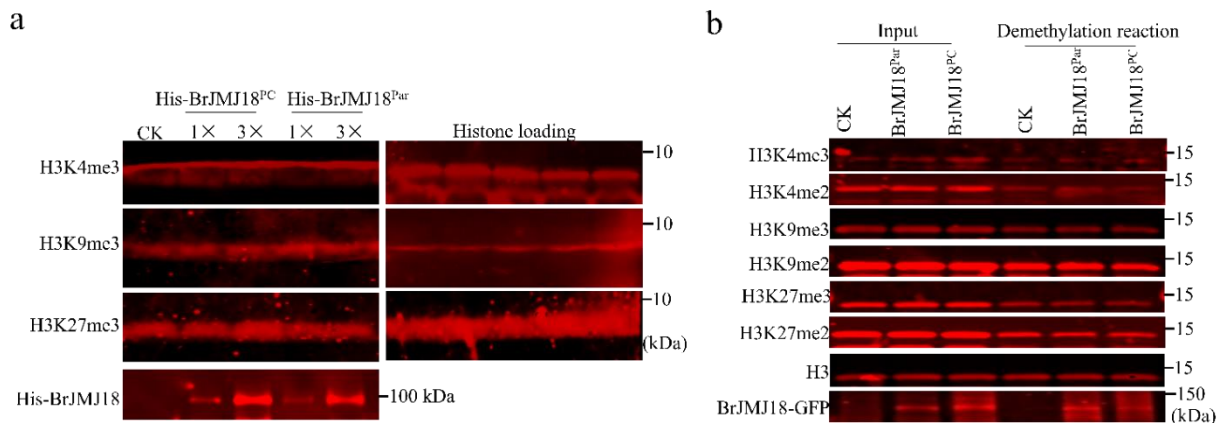 a
His-BrJMJ18PC His-BrJMJ18Par
CK 1× 3× 1× 3× Histone loading
H3K4me3
10
H3K9me3
10
H3K27me3
10
(kDa)
His-BrJMJ18
100 kDa
b
Input Demethylation reaction
CK BrJMJ18Par BrJMJ18PC CK BrJMJ18Par BrJMJ18PC
H3K4me3 15
H3K4me2 15
H3K9me3 15
H3K9me2 15
H3K27me3 15
H3K27me2 15
H3 15
BrJMJ18-GFP 150
(kDa)